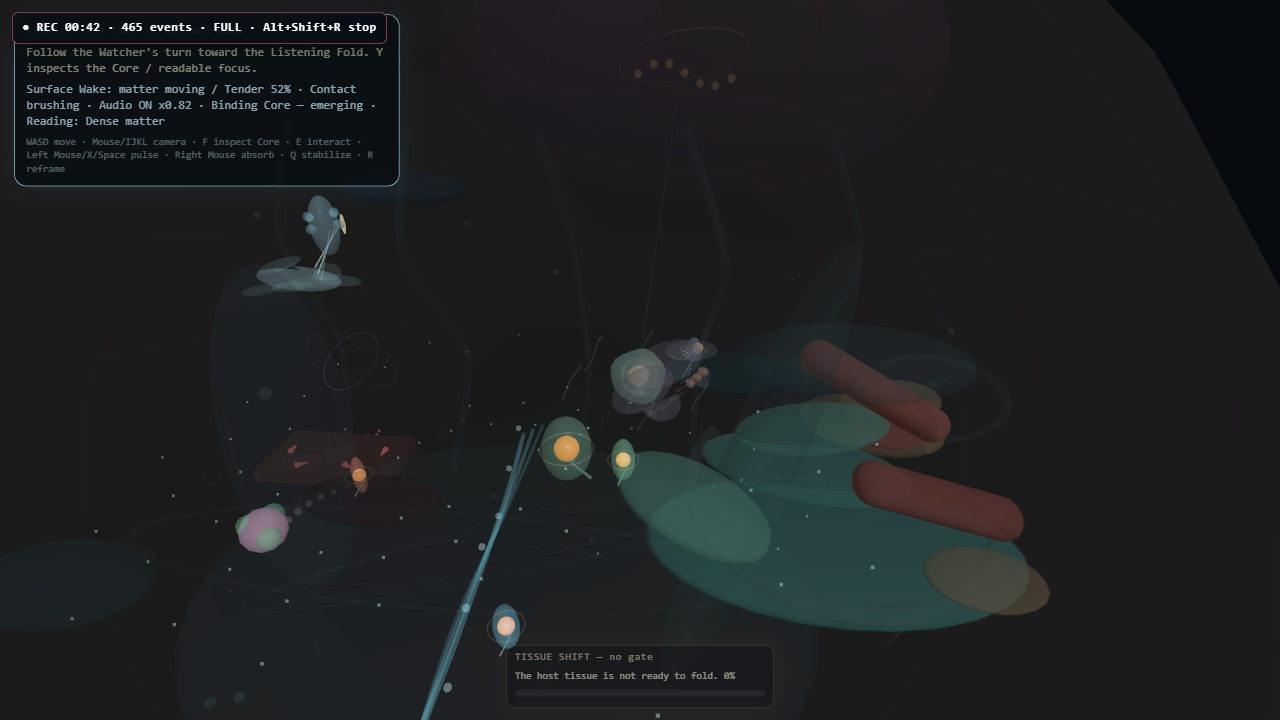 ● REC 00:42 · 465 events · FULL · Alt+Shift+R stop
Follow the Watcher's turn toward the Listening Fold. Y
inspects the Core / readable focus.
Surface Wake: matter moving / Tender 52% · Contact
brushing · Audio ON x0.82 · Binding Core — emerging ·
Reading: Dense matter
WASD move · Mouse/IJKL camera · F inspect Core · E interact ·
Left Mouse/X/Space pulse · Right Mouse absorb · Q stabilize · R
reframe
TISSUE SHIFT — no gate
The host tissue is not ready to fold. 0%